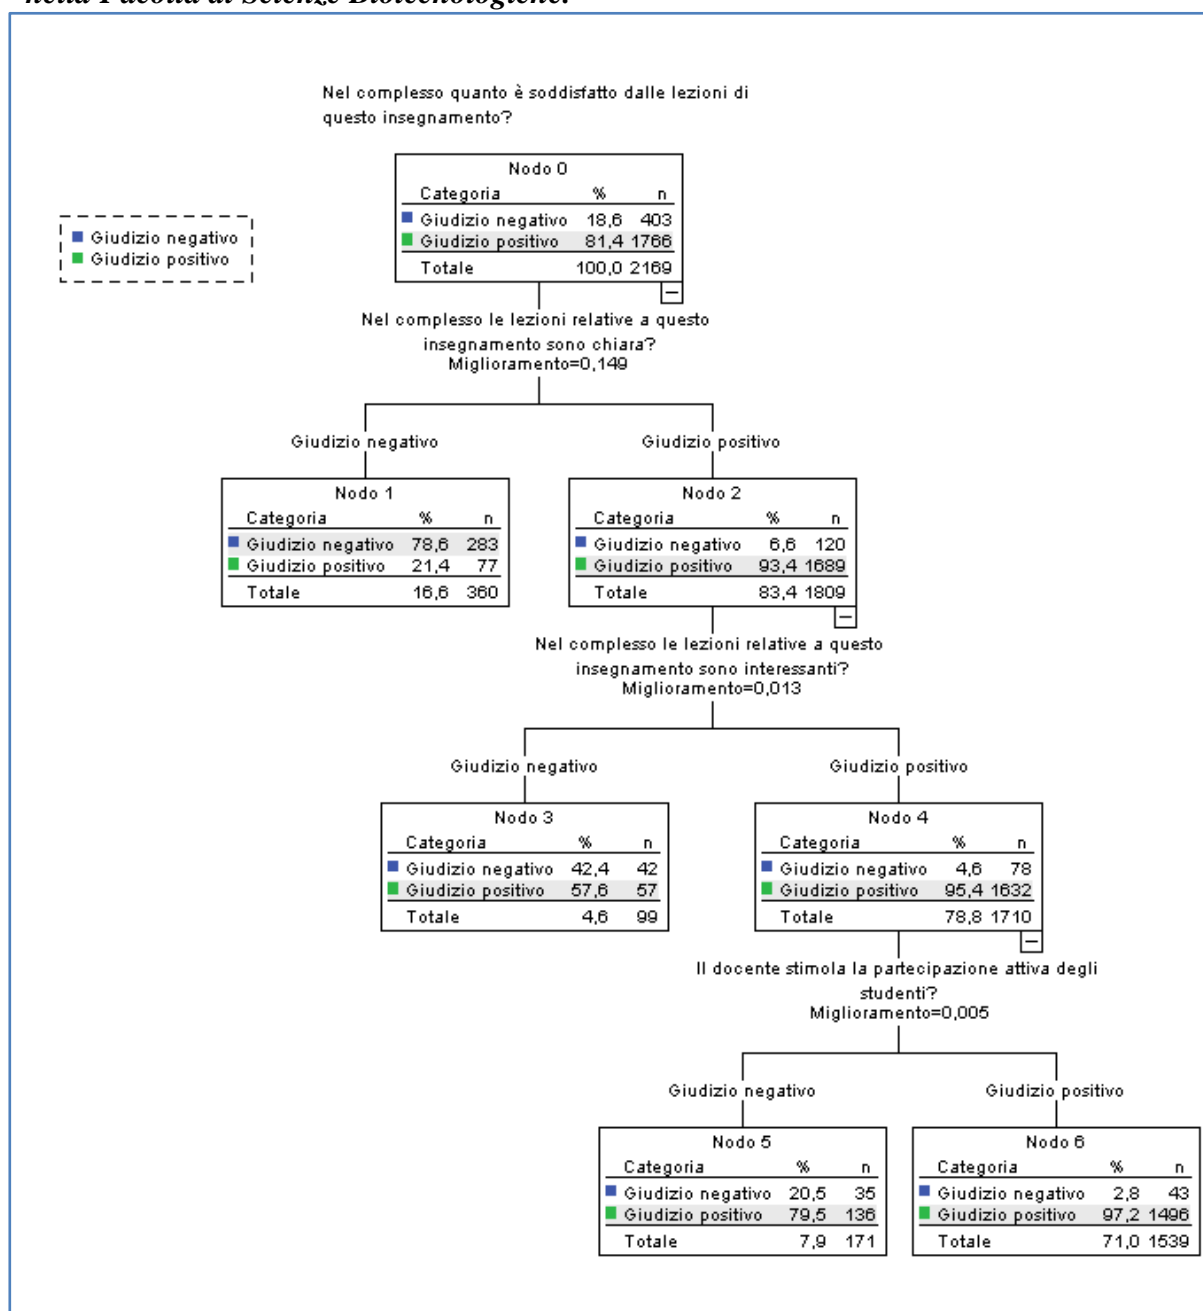 nella Facoltà di Scienze Biotecnologiche.
Nel complesso quanto è soddisfatto dalle lezioni di
questo insegnamento?
Giudizio negativo
Giudizio positivo
Nodo 0
Categoria % n
Giudizio negativo 18,6 403
Giudizio positivo 81,4 1766
Totale 100,0 2169
Nel complesso le lezioni relative a questo
insegnamento sono chiara?
Miglioramento=0,149
Giudizio negativo
Giudizio positivo
Nodo 1
Categoria % n
Giudizio negativo 78,6 283
Giudizio positivo 21,4 77
Totale 16,6 360
Nodo 2
Categoria % n
Giudizio negativo 6,6 120
Giudizio positivo 93,4 1689
Totale 83,4 1809
Nel complesso le lezioni relative a questo
insegnamento sono interessanti?
Miglioramento=0,013
Giudizio negativo
Giudizio positivo
Nodo 3
Categoria % n
Giudizio negativo 42,4 42
Giudizio positivo 57,6 57
Totale 4,6 99
Nodo 4
Categoria % n
Giudizio negativo 4,6 78
Giudizio positivo 95,4 1632
Totale 78,8 1710
Il docente stimola la partecipazione attiva degli
studenti?
Miglioramento=0,005
Giudizio negativo
Giudizio positivo
Nodo 5
Categoria % n
Giudizio negativo 20,5 35
Giudizio positivo 79,5 136
Totale 7,9 171
Nodo 6
Categoria % n
Giudizio negativo 2,8 43
Giudizio positivo 97,2 1496
Totale 71,0 1539